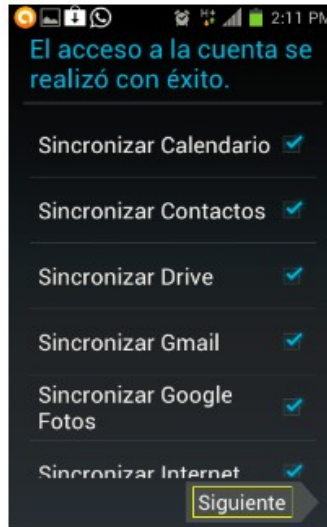 2:11 PM
El acceso a la cuenta se
realizó con éxito.
Sincronizar Calendario
Sincronizar Contactos
Sincronizar Drive
Sincronizar Gmail
Sincronizar Google
Fotos
Sincronizar Internet
Siguiente